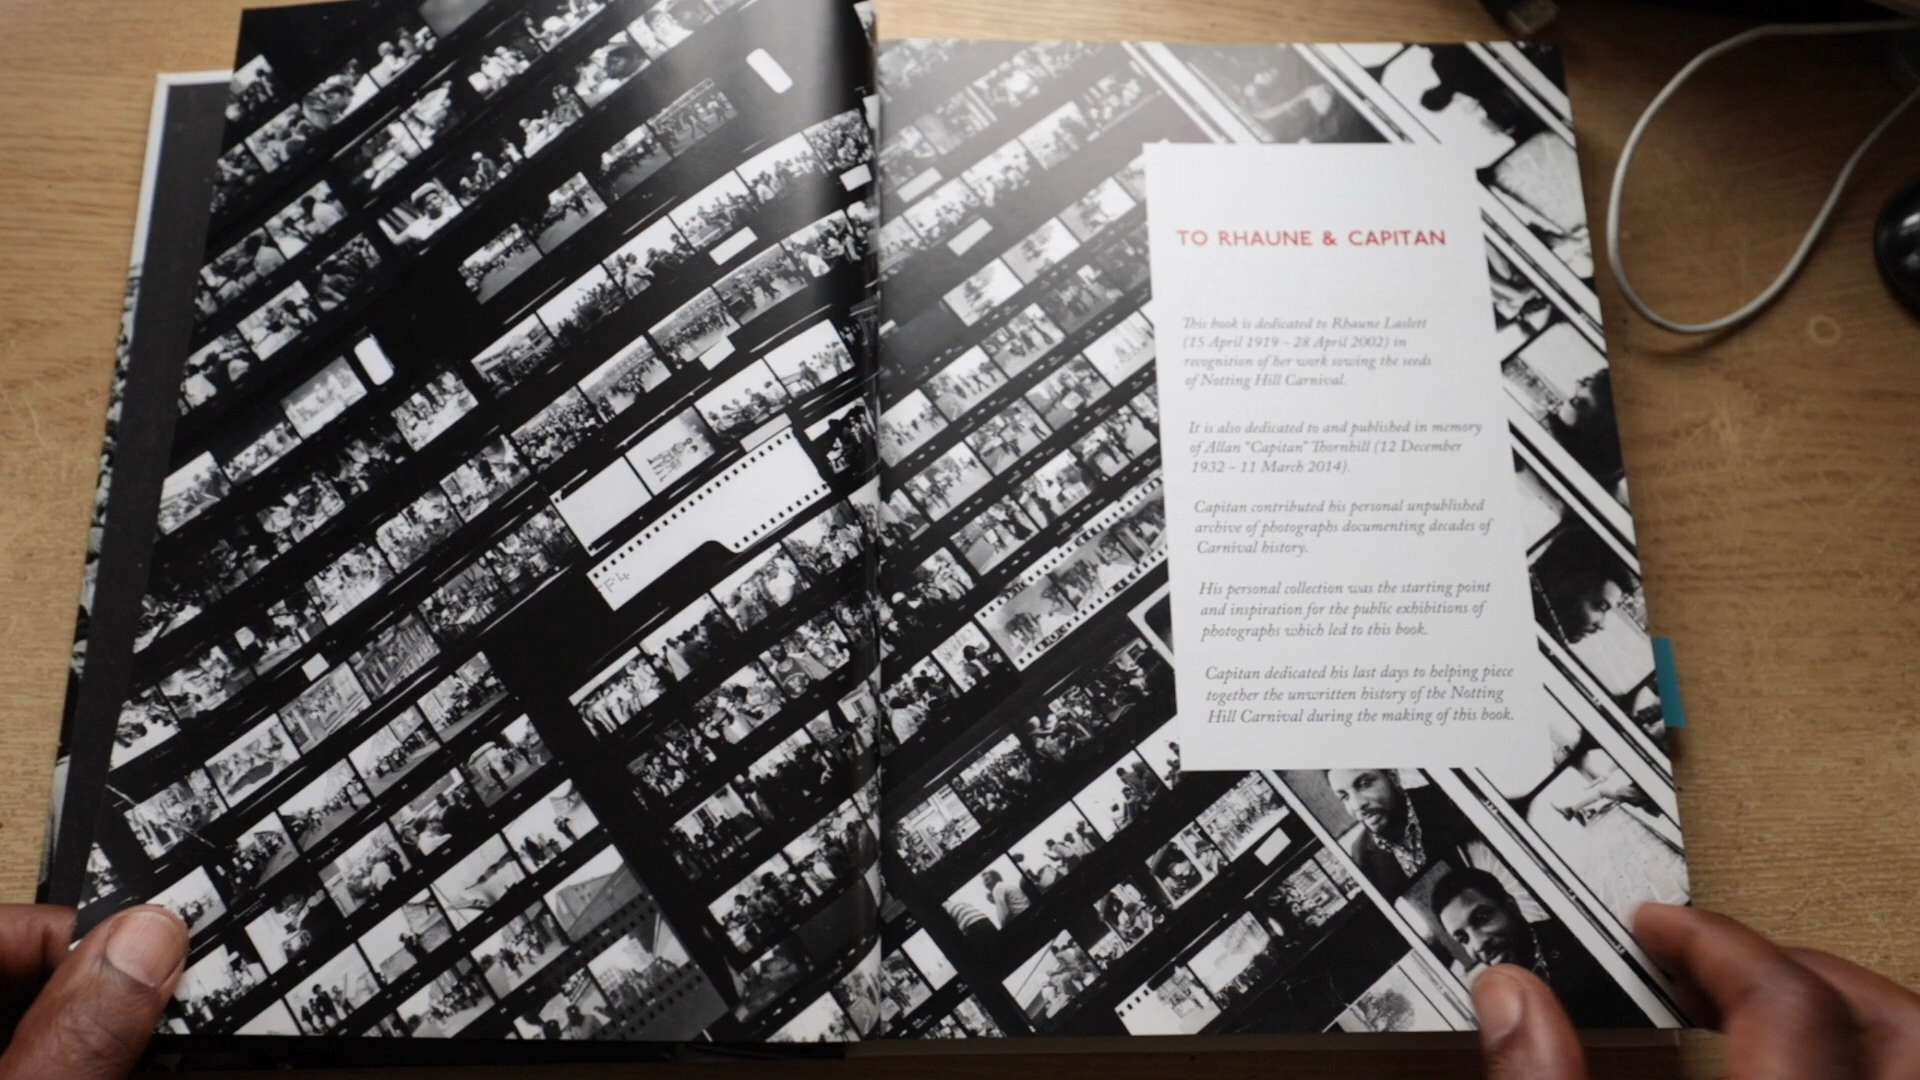 TO RHAUNE & CAPITAN
This book is dedicated to Rhaune Laslett
(15 April 1919 – 28 April 2002) in
recognition of her work sowing the seeds
of Notting Hill Carnival.
It is also dedicated to and published in memory
of Allan "Capitan" Thornhill (12 December
1932 – 11 March 2014).
Capitan contributed his personal unpublished
archive of photographs documenting decades of
Carnival history.
His personal collection was the starting point
and inspiration for the public exhibitions of
photographs which led to this book.
Capitan dedicated his last days to helping piece
together the unwritten history of the Notting
Hill Carnival during the making of this book.